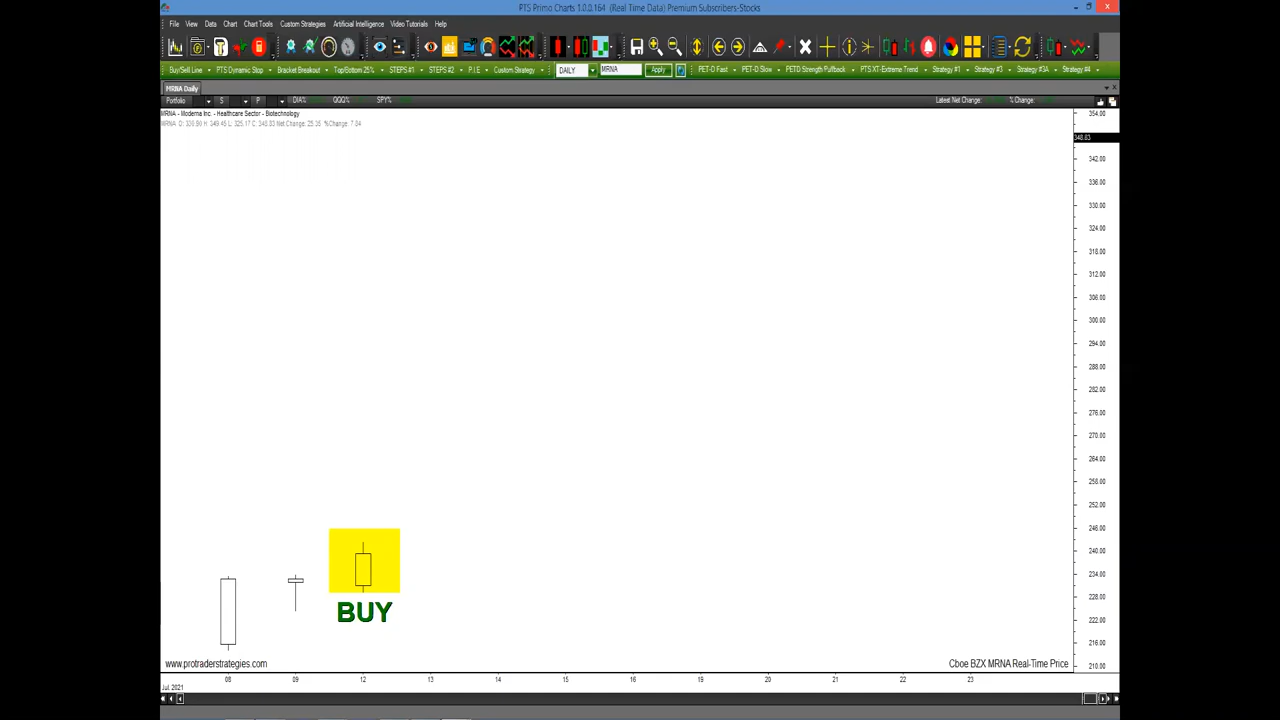 PTS Primo Charts 1.0.0.164 (Real Time Data) Premium Subscribers-Stocks
File View Data Chart Chart Tools Custom Strategies Artificial Intelligence Video Tutorials Help
Buy/Sell Line PTS Dynamic Stop Bracket Breakout Top/Bottom 25% STEPS #1 STEPS #2 P.I.E Custom Strategy DAILY MRNA Apply PET-D Fast PET-D Slow PETD Strength/Pullback PTS XT-Extreme Trend Strategy #1 Strategy #3 Strategy #3A Strategy #4
MRNA Daily
Portfolio S P DIA% QQQ% SPY% Latest Net Change: % Change:
MRNA - Moderna Inc. - Healthcare Sector - Biotechnology
354.00
348.83
342.00
336.00
330.00
324.00
318.00
312.00
306.00
300.00
294.00
288.00
282.00
276.00
270.00
264.00
258.00
252.00
246.00
240.00
234.00
228.00
222.00
216.00
210.00
BUY
www.protraderstrategies.com
Cboe BZX MRNA Real-Time Price
08 09 12 13 14 15 16 19 20 21 22 23
Jul 2021